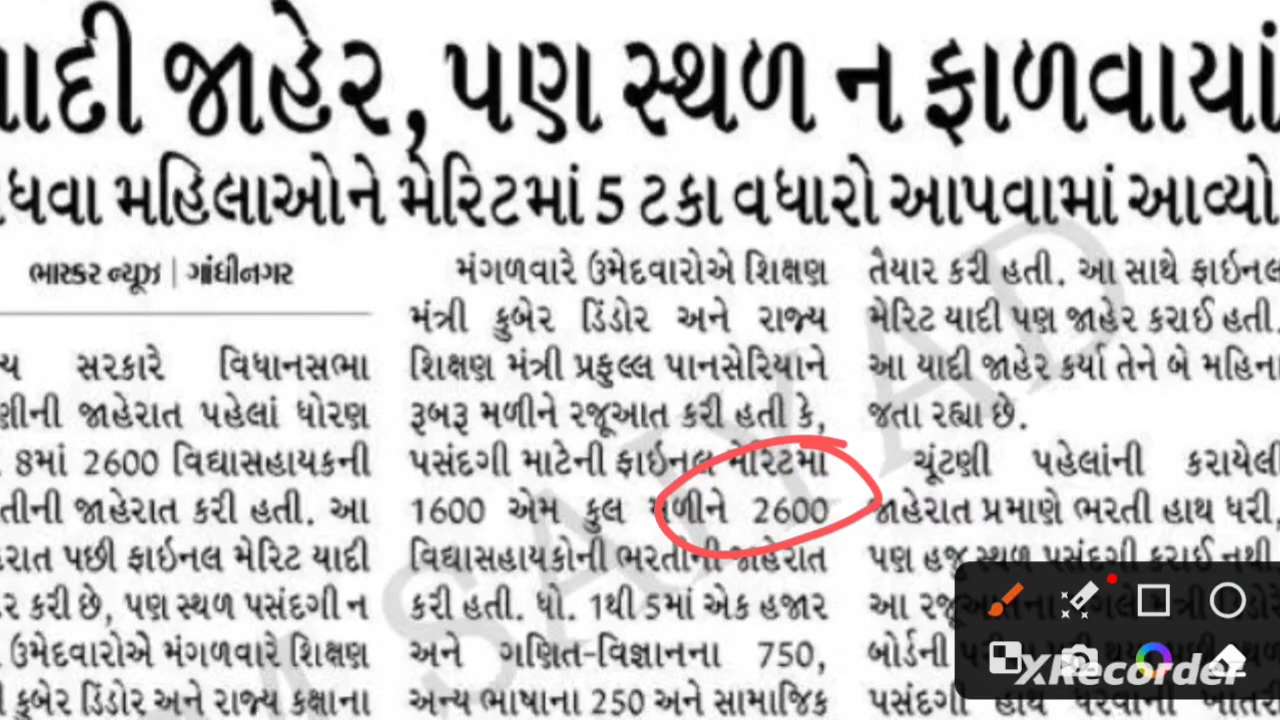 યાદી જાહેર, પણ સ્થળ ન ફાળવાયાં
ધવા મહિલાઓને મેરિટમાં 5 ટકા વધારો આપવામાં આવ્યો
ભાસ્કર ન્યૂઝ | ગાંધીનગર
સરકારે વિધાનસભા
ણીની જાહેરાત પહેલાં ધોરણ
8માં 2600 વિદ્યાસહાયકની
તીની જાહેરાત કરી હતી. આ
રાત પછી ફાઇનલ મેરિટ યાદી
ર કરી છે, પણ સ્થળ પસંદગી ન
ઉમેદવારોએ મંગળવારે શિક્ષણ
કુબેર ડિંડોર અને રાજ્ય કક્ષાના
મંગળવારે ઉમેદવારોએ શિક્ષણ
મંત્રી કુબેર ડિંડોર અને રાજ્ય
શિક્ષણ મંત્રી પ્રફુલ્લ પાનસેરિયાને
રૂબરૂ મળીને રજૂઆત કરી હતી કે,
પસંદગી માટેની ફાઇનલ મેરિટમાં
1600 એમ કુલ મળીને 2600
વિદ્યાસહાયકોની ભરતીની જાહેરાત
કરી હતી. ધો. 1થી 5માં એક હજાર
અને ગણિત-વિજ્ઞાનના 750,
અન્ય ભાષાના 250 અને સામાજિક
તૈયાર કરી હતી. આ સાથે ફાઇનલ
મેરિટ યાદી પણ જાહેર કરાઈ હતી.
આ યાદી જાહેર કર્યા તેને બે મહિના
જતા રહ્યા છે.
ચૂંટણી પહેલાંની કરાયેલી
જાહેરાત પ્રમાણે ભરતી હાથ ધરી,
પણ હજુ સ્થળ પસંદગી કરાઈ નથી
આ
બોર્ડની
પસંદગી હાથ ધરવાની ખાતરી
SAIYAD
XRecorder